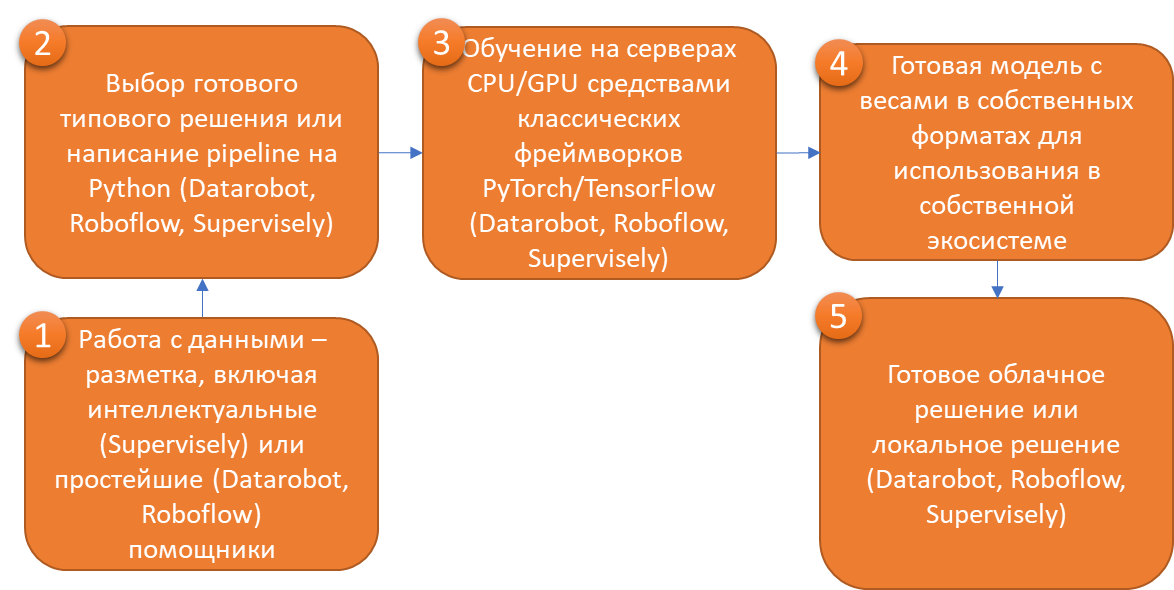 1
Работа с данными –
разметка, включая
интеллектуальные
(Supervisely) или
простейшие (Datarobot,
Roboflow)
помощники
2
Выбор готового
типового решения или
написание pipeline на
Python (Datarobot,
Roboflow, Supervisely)
3
Обучение на серверах
CPU/GPU средствами
классических
фреймворков
PyTorch/TensorFlow
(Datarobot, Roboflow,
Supervisely)
4
Готовая модель с
весами в собственных
форматах для
использования в
собственной
экосистеме
5
Готовое облачное
решение или
локальное решение
(Datarobot, Roboflow,
Supervisely)